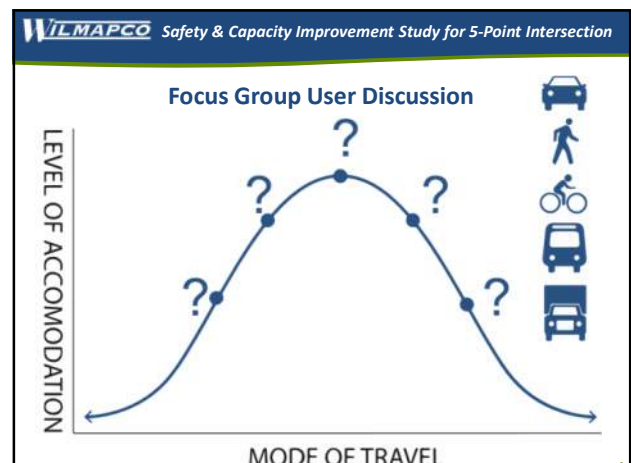 WILMAPCO Safety & Capacity Improvement Study for 5-Point Intersection
Focus Group User Discussion
LEVEL OF ACCOMODATION
?
? ?
? ?
MODE OF TRAVEL